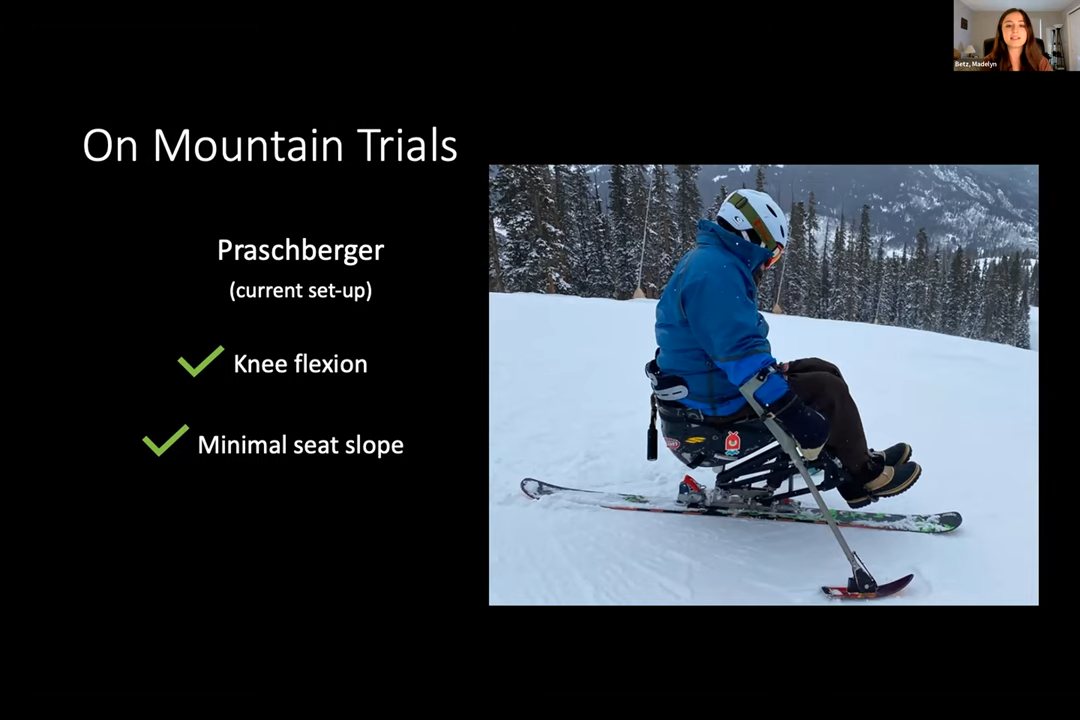 Betz, Madelyn
On Mountain Trials
Praschberger
(current set-up)
Knee flexion
Minimal seat slope